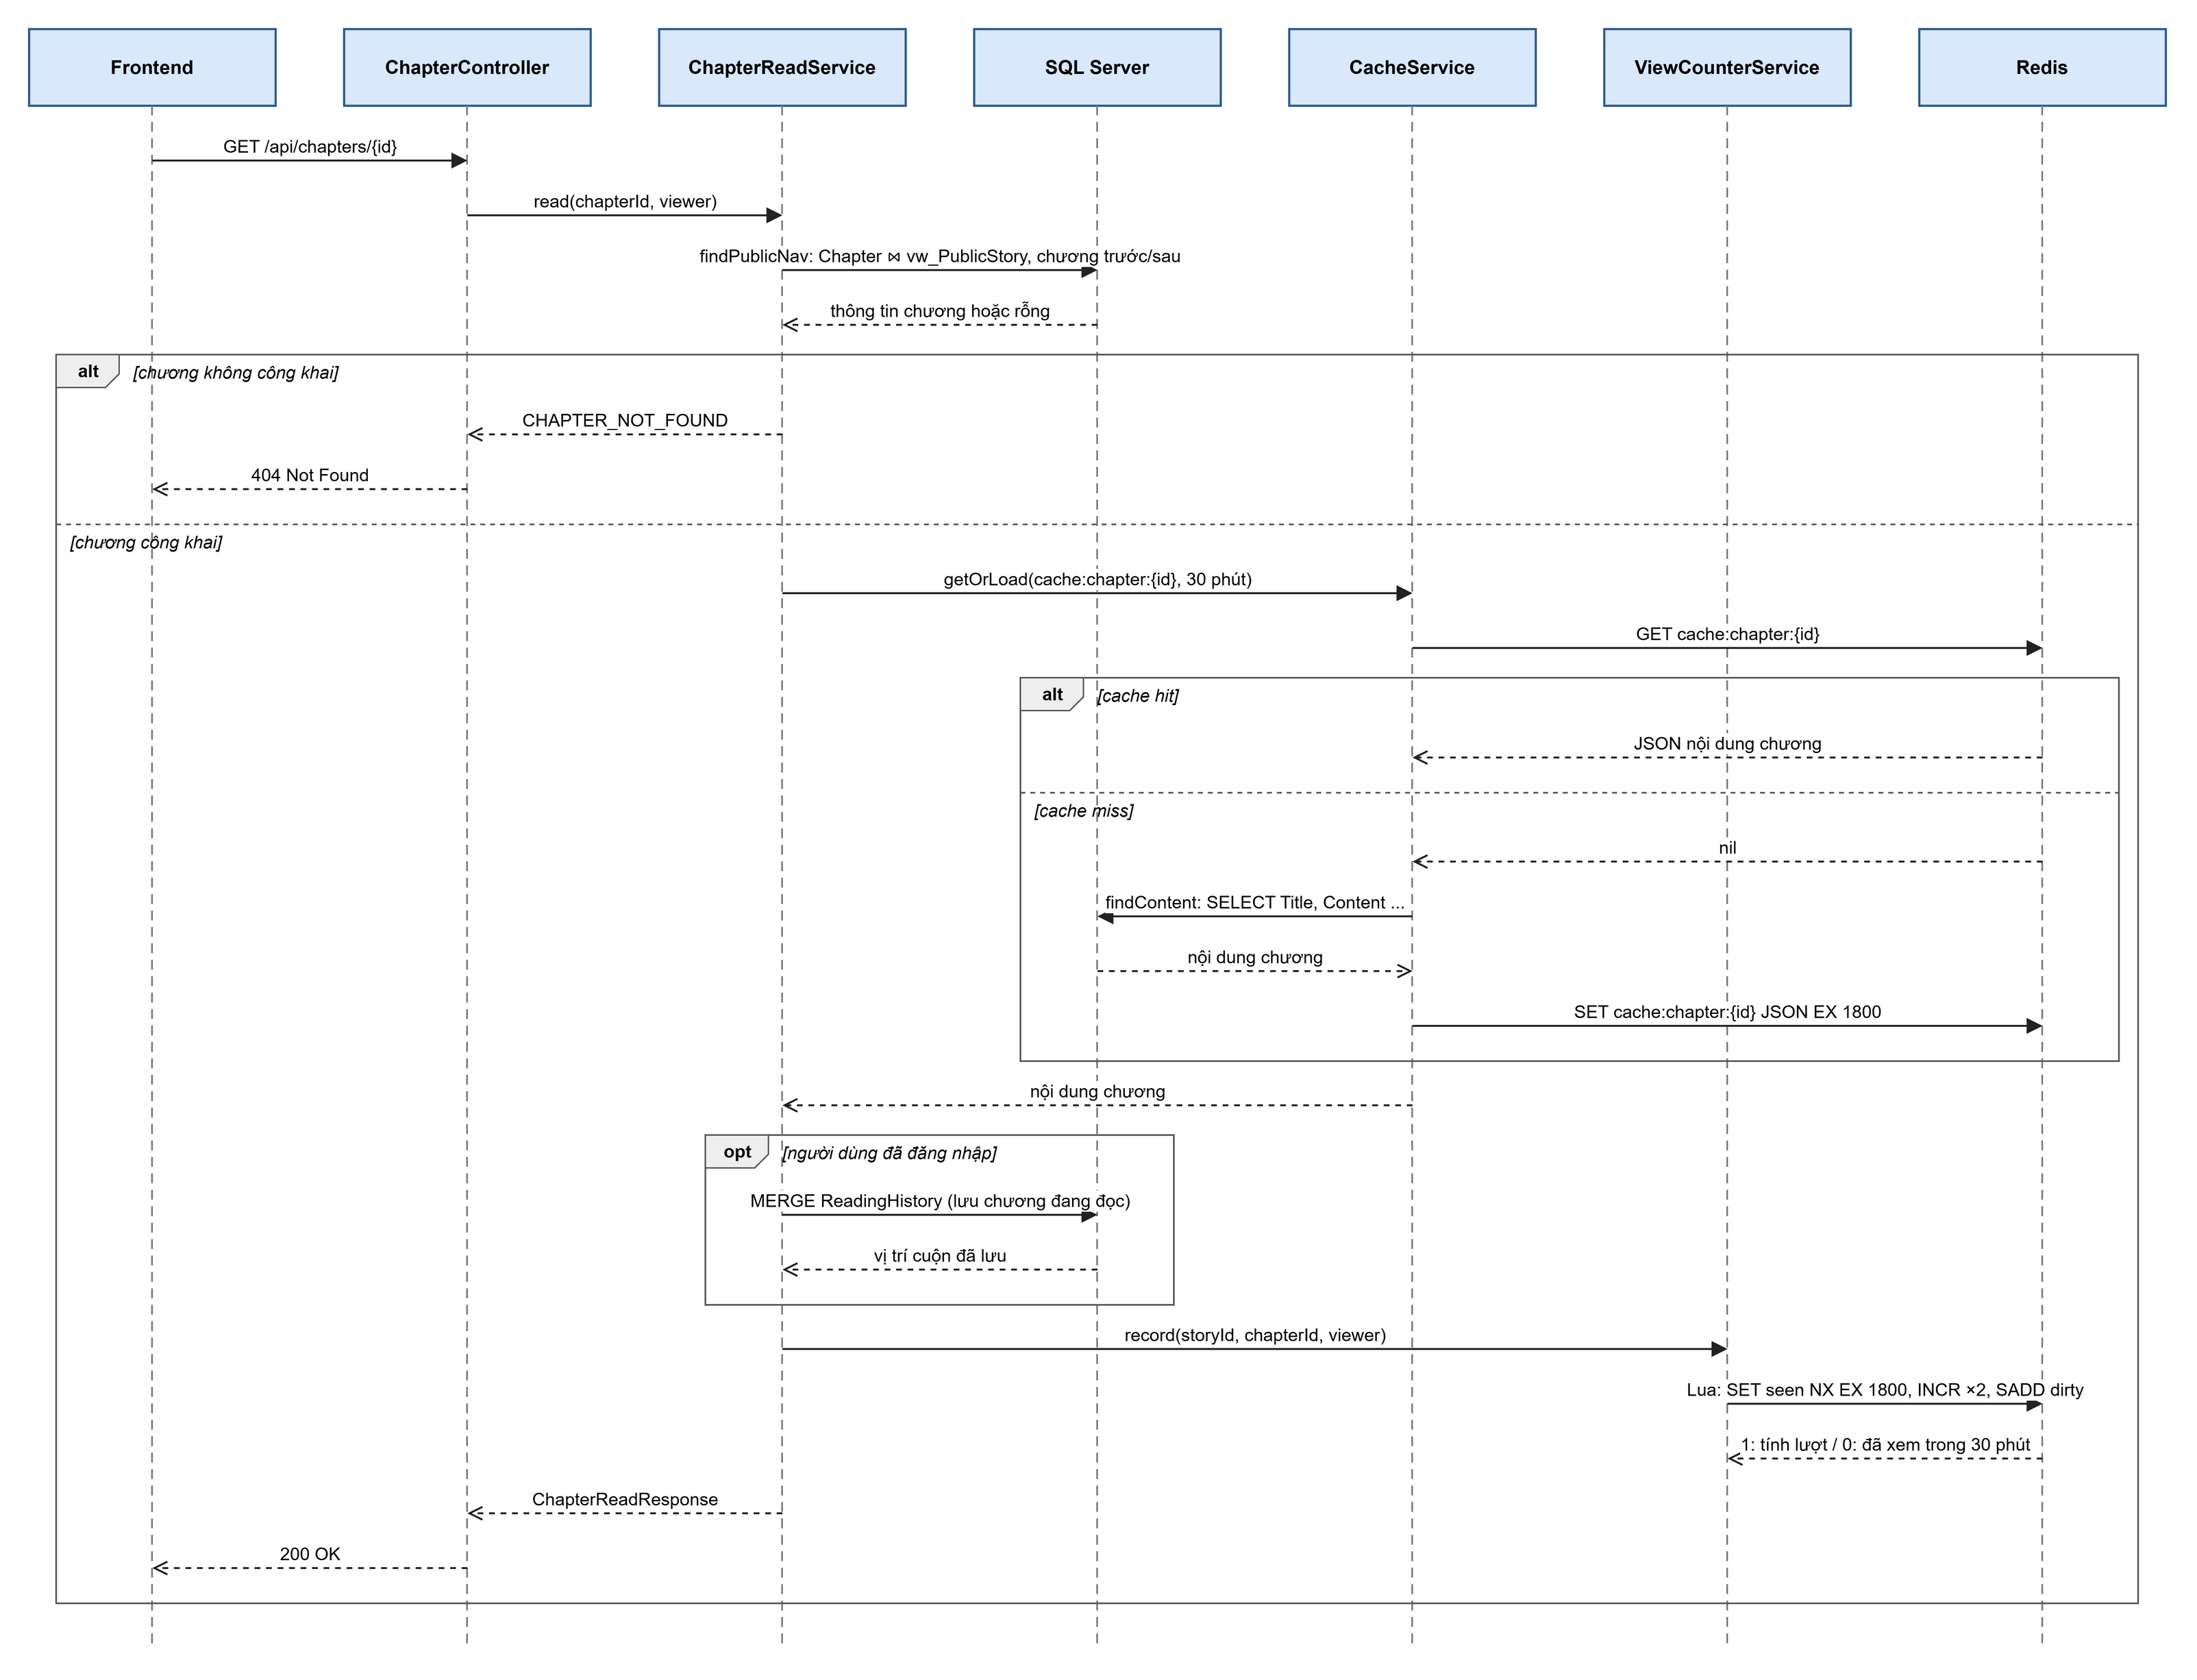 Frontend
ChapterController
ChapterReadService
SQL Server
CacheService
ViewCounterService
Redis
GET /api/chapters/{id}
read(chapterId, viewer)
findPublicNav: Chapter ⋈ vw_PublicStory, chương trước/sau
thông tin chương hoặc rỗng
alt
[chương không công khai]
CHAPTER_NOT_FOUND
404 Not Found
[chương công khai]
getOrLoad(cache:chapter:{id}, 30 phút)
GET cache:chapter:{id}
alt
[cache hit]
JSON nội dung chương
[cache miss]
nil
findContent: SELECT Title, Content ...
nội dung chương
SET cache:chapter:{id} JSON EX 1800
nội dung chương
opt
[người dùng đã đăng nhập]
MERGE ReadingHistory (lưu chương đang đọc)
vị trí cuộn đã lưu
record(storyId, chapterId, viewer)
Lua: SET seen NX EX 1800, INCR ×2, SADD dirty
1: tính lượt / 0: đã xem trong 30 phút
ChapterReadResponse
200 OK